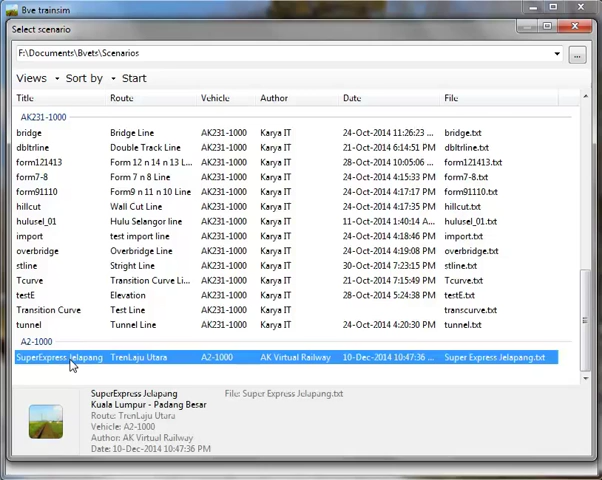 Bve trainsim
Select scenario
F:\Documents\Bvets\Scenarios
...
Views Sort by Start
Title Route Vehicle Author Date File
AK231-1000
bridge Bridge Line AK231-1000 Karya IT 24-Oct-2014 11:26:23 ... bridge.txt
dbltrline Double Track Line AK231-1000 Karya IT 21-Oct-2014 6:14:51 PM dbltrline.txt
form121413 Form 12 n 14 n 13 L... AK231-1000 Karya IT 28-Oct-2014 10:05:06 ... form121413.txt
form7-8 Form 7 n 8 Line AK231-1000 Karya IT 24-Oct-2014 4:15:33 PM form7-8.txt
form91110 Form9 n 11 n 10 Line AK231-1000 Karya IT 24-Oct-2014 4:17:33 PM form91110.txt
hillcut Wall Cut Line AK231-1000 Karya IT 24-Oct-2014 4:17:35 PM hillcut.txt
hulusel_01 Hulu Selangor line AK231-1000 Karya IT 11-Oct-2014 1:40:14 A... hulusel_01.txt
import test import line AK231-1000 Karya IT 24-Oct-2014 4:18:46 PM import.txt
overbridge Overbridge Line AK231-1000 Karya IT 24-Oct-2014 4:19:08 PM overbridge.txt
stline Stright Line AK231-1000 Karya IT 30-Oct-2014 7:23:15 PM stline.txt
Tcurve Transition Curve Li... AK231-1000 Karya IT 28-Oct-2014 7:15:45 PM Tcurve.txt
testE Elevation AK231-1000 Karya IT 28-Oct-2014 5:24:38 PM testE.txt
Transition Curve Test Line AK231-1000 Karya IT transcurve.txt
tunnel Tunnel Line AK231-1000 Karya IT 24-Oct-2014 4:20:30 PM tunnel.txt
A2-1000
SuperExpress Jelapang TrenLaju Utara A2-1000 AK Virtual Railway 10-Dec-2014 10:47:36 ... Super Express Jelapang.txt
SuperExpress Jelapang File: Super Express Jelapang.txt
Kuala Lumpur - Padang Besar
Route: TrenLaju Utara
Vehicle: A2-1000
Author: AK Virtual Railway
Date: 10-Dec-2014 10:47:36 PM